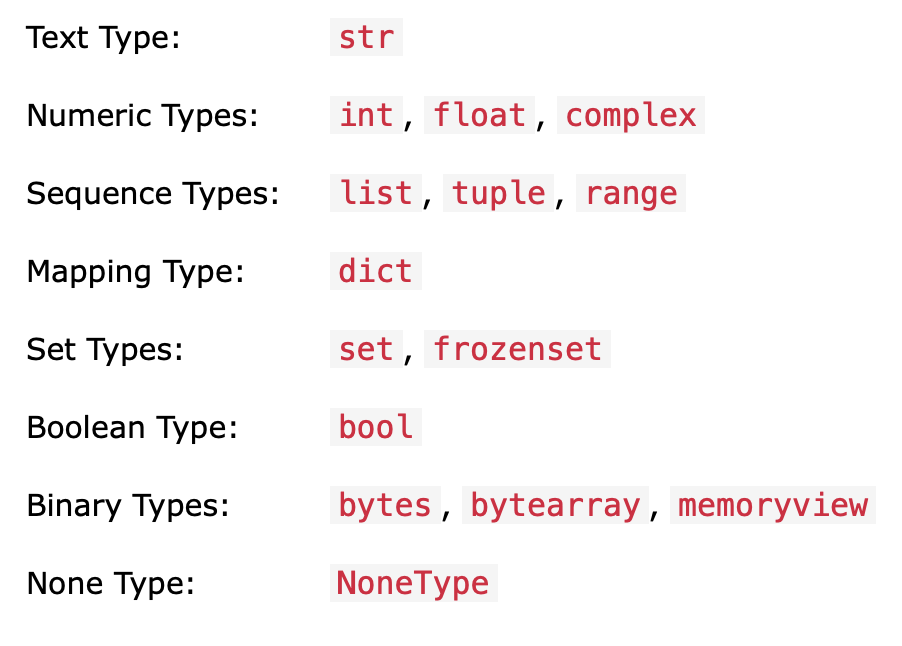 Text Type: str
Numeric Types: int, float, complex
Sequence Types: list, tuple, range
Mapping Type: dict
Set Types: set, frozenset
Boolean Type: bool
Binary Types: bytes, bytearray, memoryview
None Type: NoneType